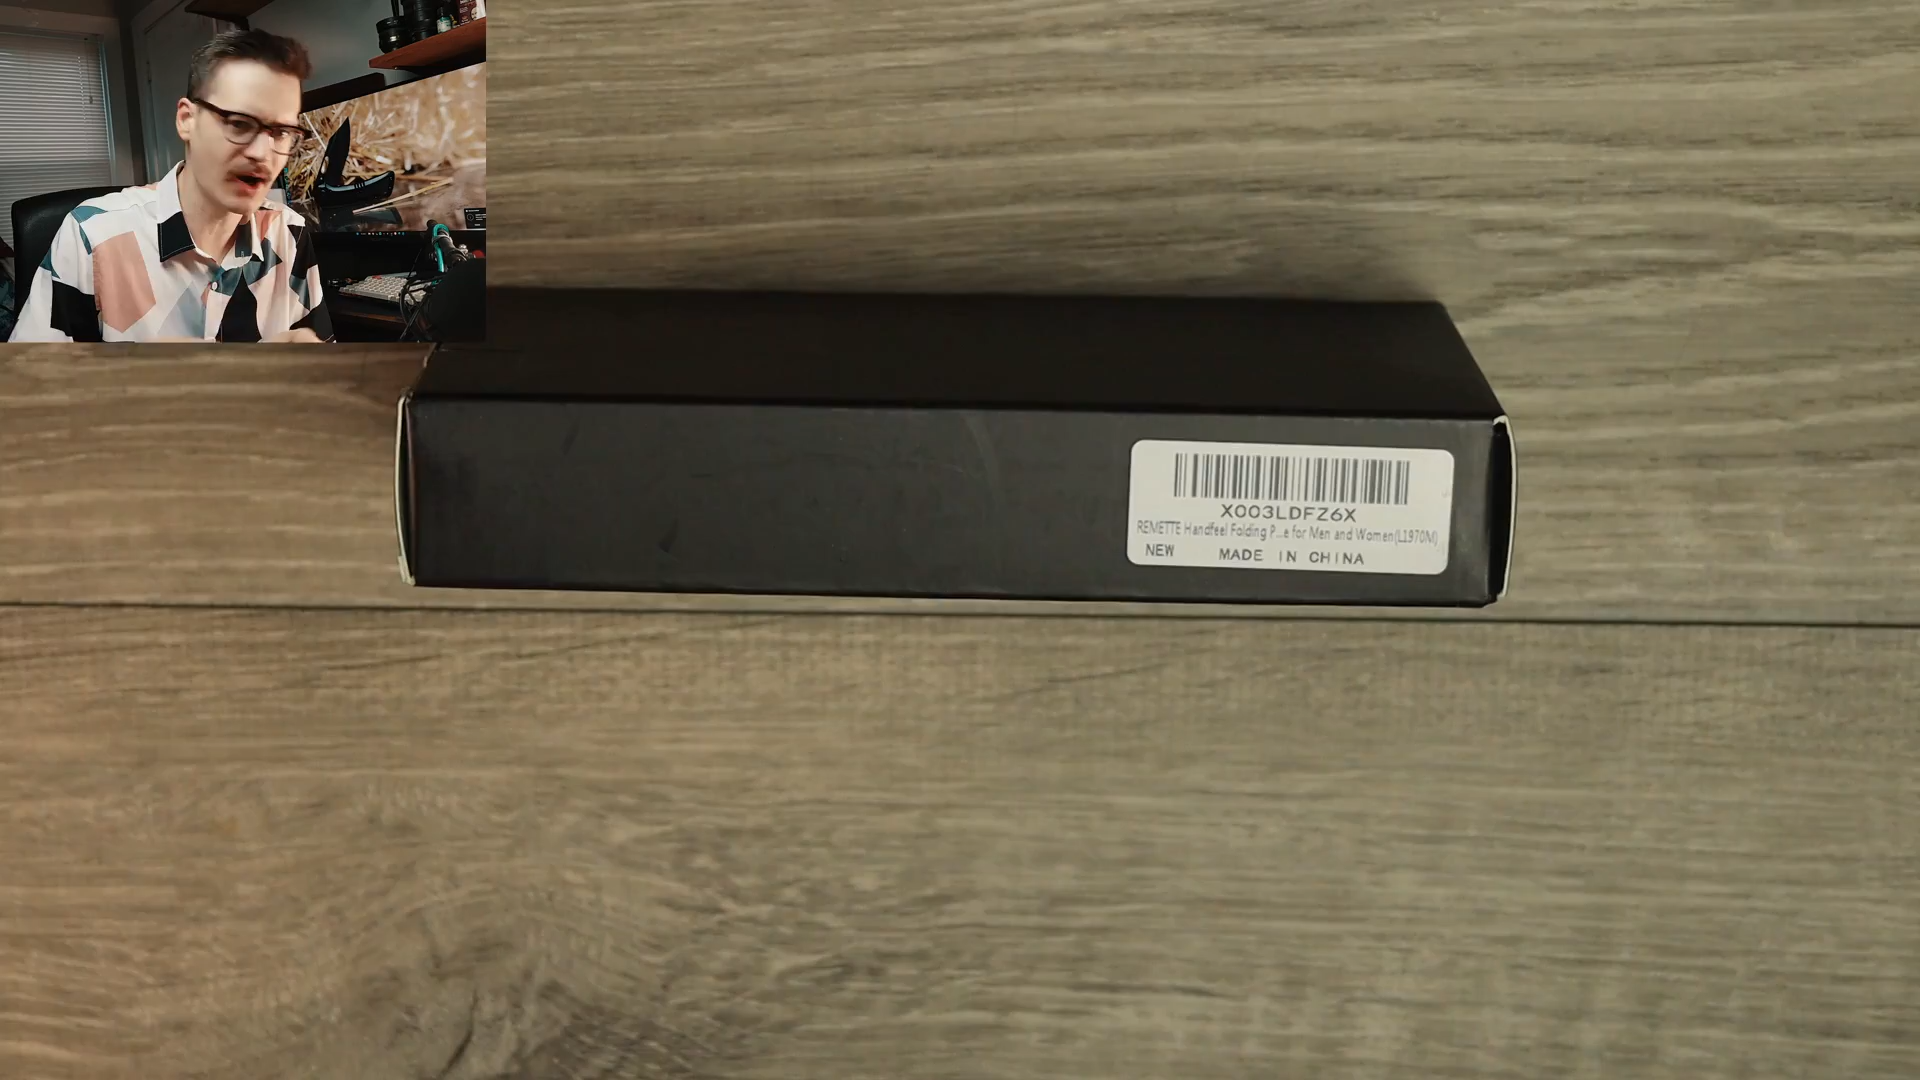 X003LDFZ6X
REMETTE Handfeel Folding P...e for Men and Women(L1970M)
NEW MADE IN CHINA